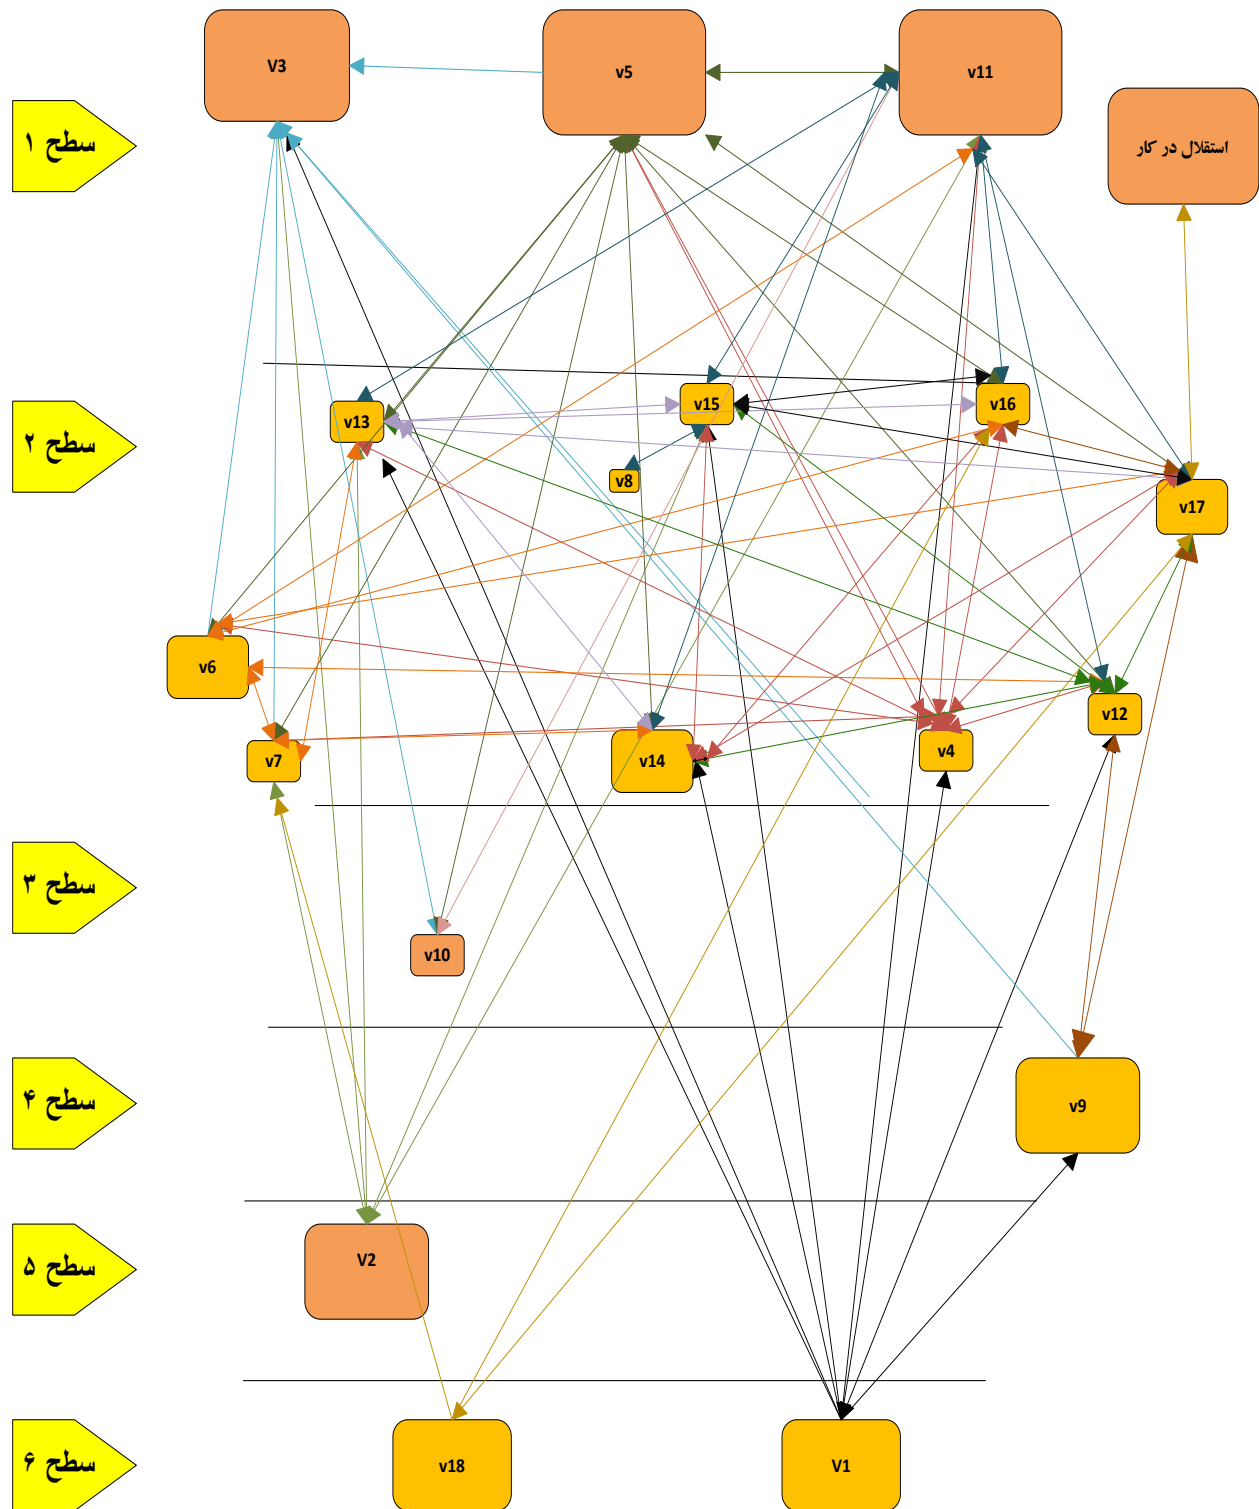 V3
v5
v11
استقلال در کار
سطح ۱
v13
v15
v16
سطح ۲
v8
v17
v6
v12
v7
v14
v4
سطح ۳
v10
سطح ۴
v9
سطح ۵
V2
سطح ۶
v18
V1